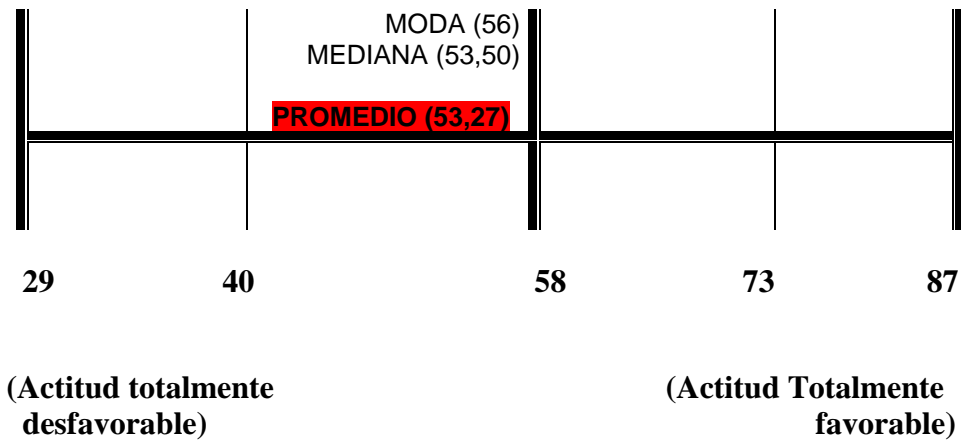 MODA (56)
MEDIANA (53,50)
PROMEDIO (53,27)
29 40 58 73 87
(Actitud totalmente (Actitud Totalmente
desfavorable) favorable)